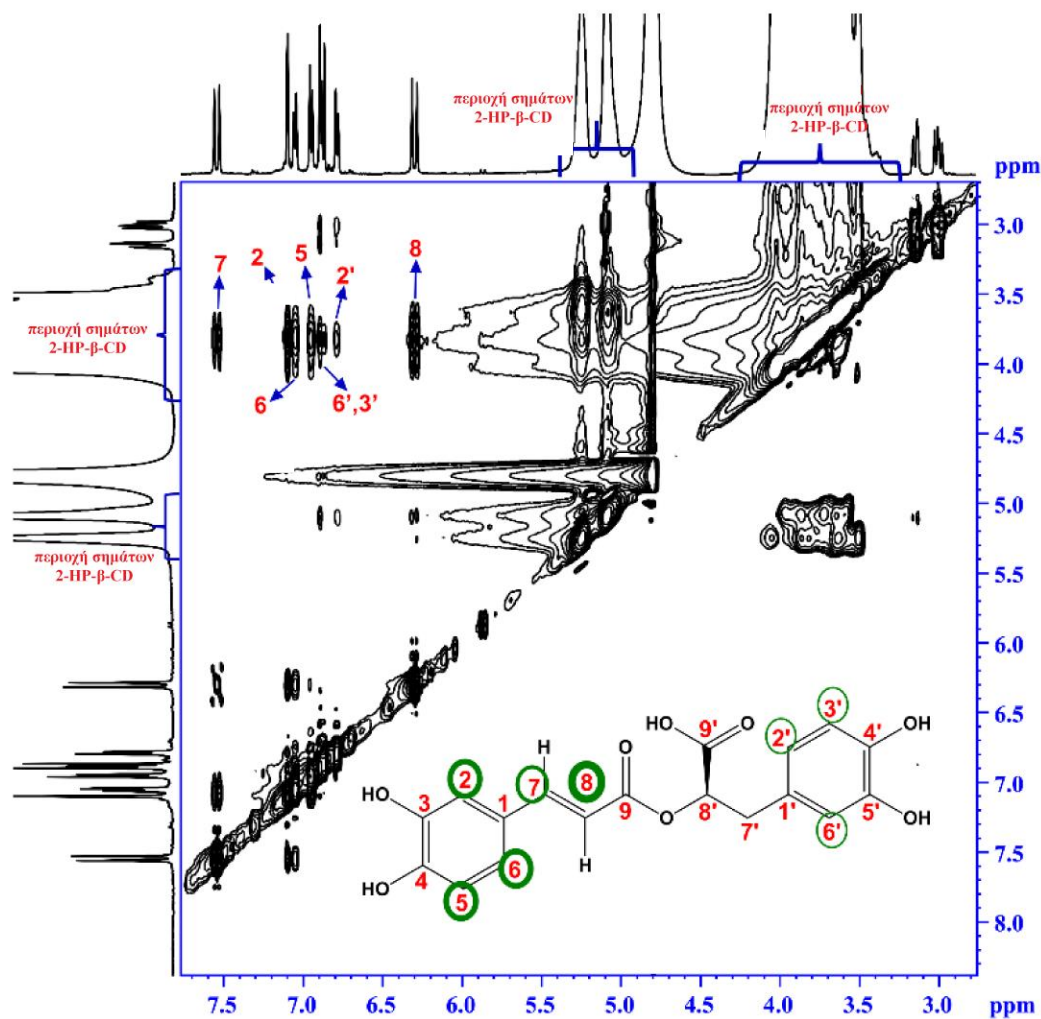 περιοχή σημάτων
2-HP-β-CD
περιοχή σημάτων
2-HP-β-CD
ppm
3.0
3.5
4.0
4.5
5.0
5.5
6.0
6.5
7.0
7.5
8.0
7 2 5 2' 8
6 6',3'
περιοχή σημάτων
2-HP-β-CD
περιοχή σημάτων
2-HP-β-CD
HO 9' O 3' OH
H O 2' 4'
2 7 8
HO 3 1 9 O 8' 7' 1' 5' OH
6 6'
HO 4 5 H
7.5 7.0 6.5 6.0 5.5 5.0 4.5 4.0 3.5 3.0 ppm